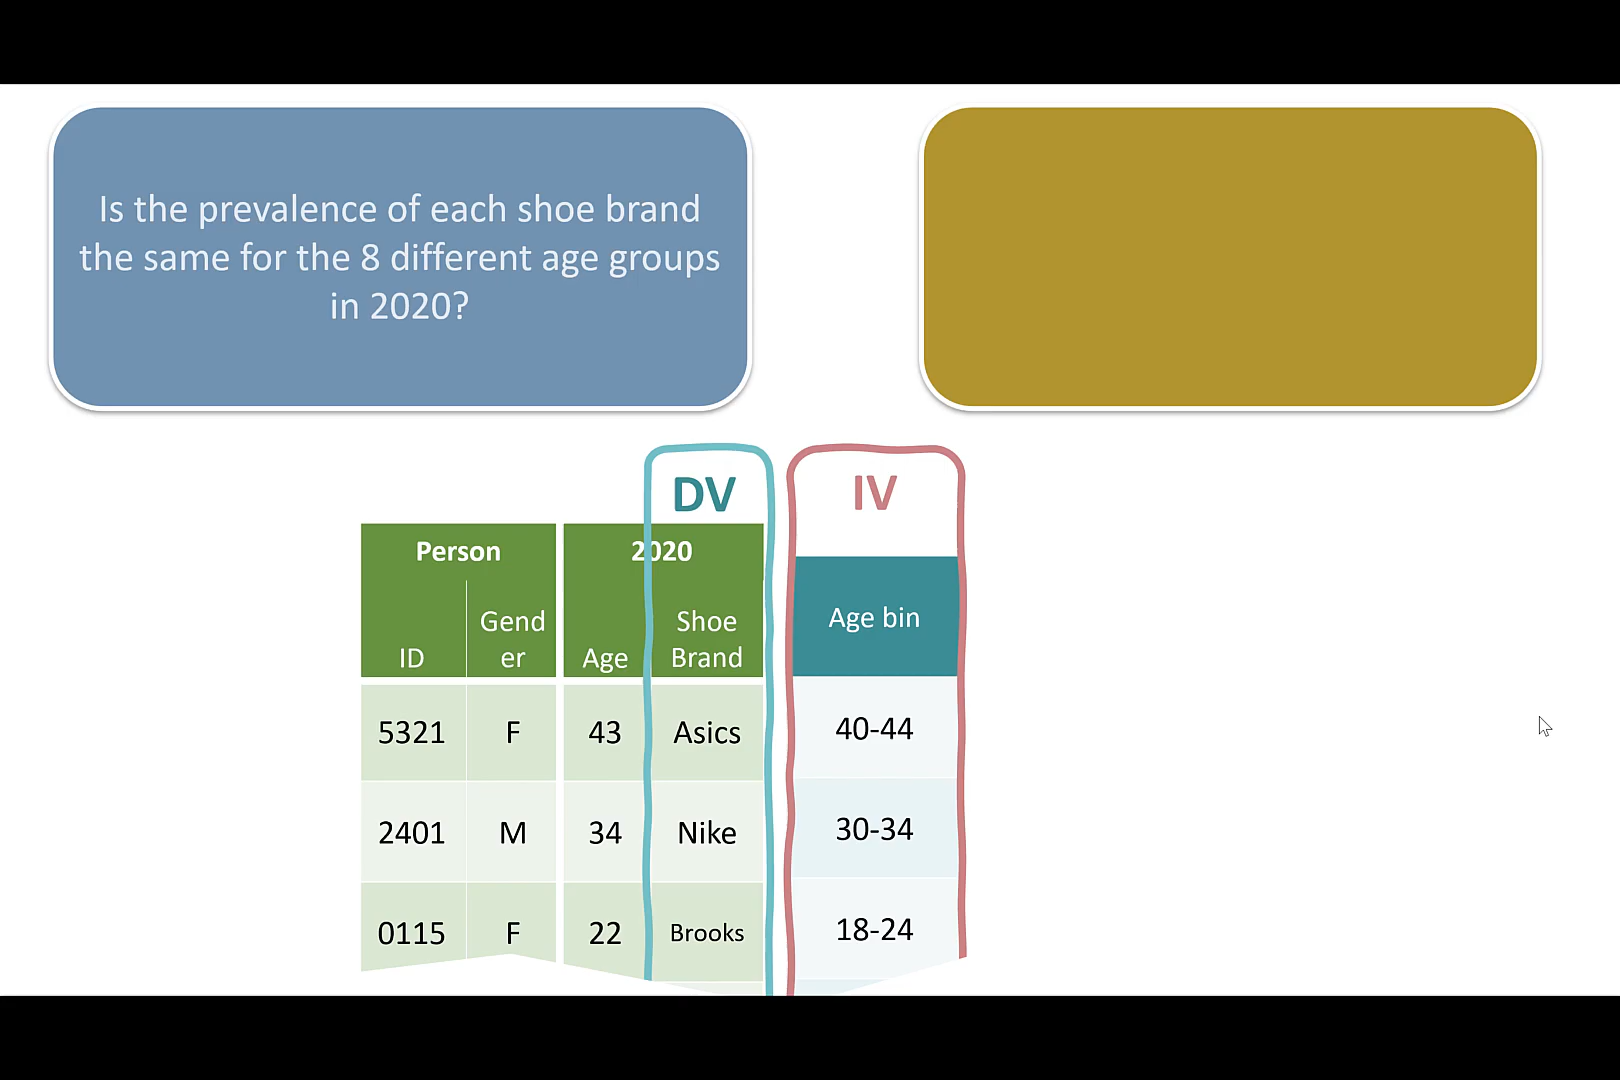 Is the prevalence of each shoe brand
the same for the 8 different age groups
in 2020?
DV
IV
Person
2020
Age bin
ID
Gend
er
Age
Shoe
Brand
5321 F 43 Asics 40-44
2401 M 34 Nike 30-34
0115 F 22 Brooks 18-24